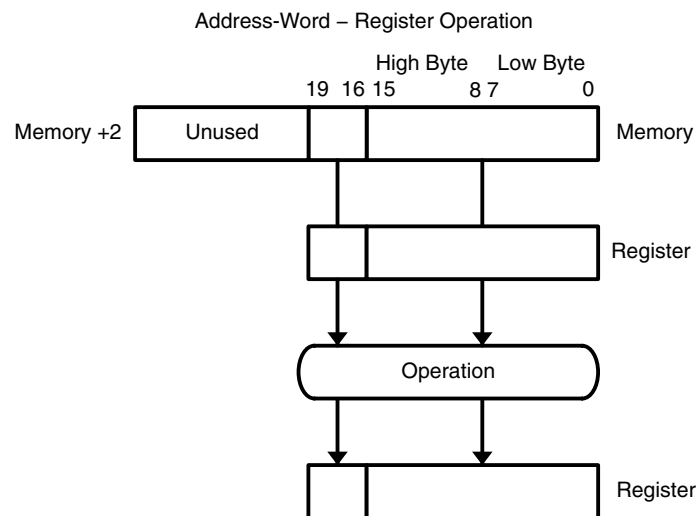 Address-Word – Register Operation
High Byte Low Byte
19 16 15 8 7 0
Memory +2 Unused Memory
Register
Operation
Register